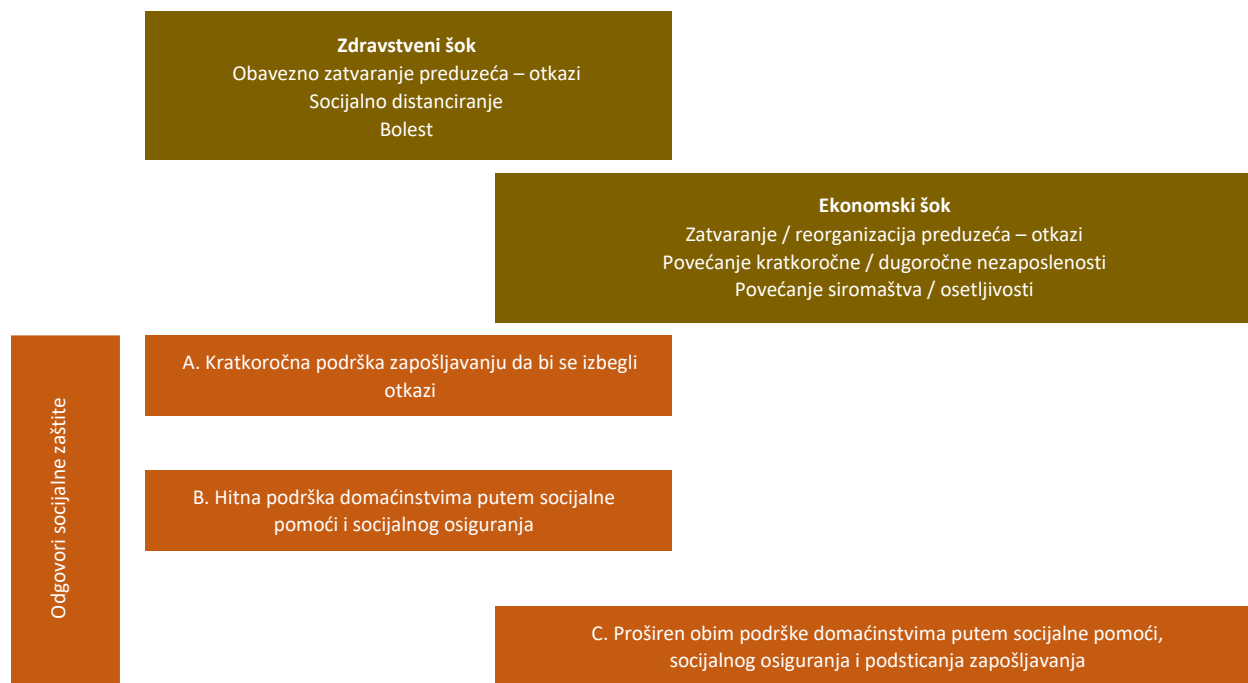 Zdravstveni šok
Obavezno zatvaranje preduzeća – otkazi
Socijalno distanciranje
Bolest
Ekonomski šok
Zatvaranje / reorganizacija preduzeća – otkazi
Povećanje kratkoročne / dugoročne nezaposlenosti
Povećanje siromaštva / osetljivosti
Odgovori socijalne zaštite
A. Kratkoročna podrška zapošljavanju da bi se izbegli
otkazi
B. Hitna podrška domaćinstvima putem socijalne
pomoći i socijalnog osiguranja
C. Proširen obim podrške domaćinstvima putem socijalne pomoći,
socijalnog osiguranja i podsticanja zapošljavanja